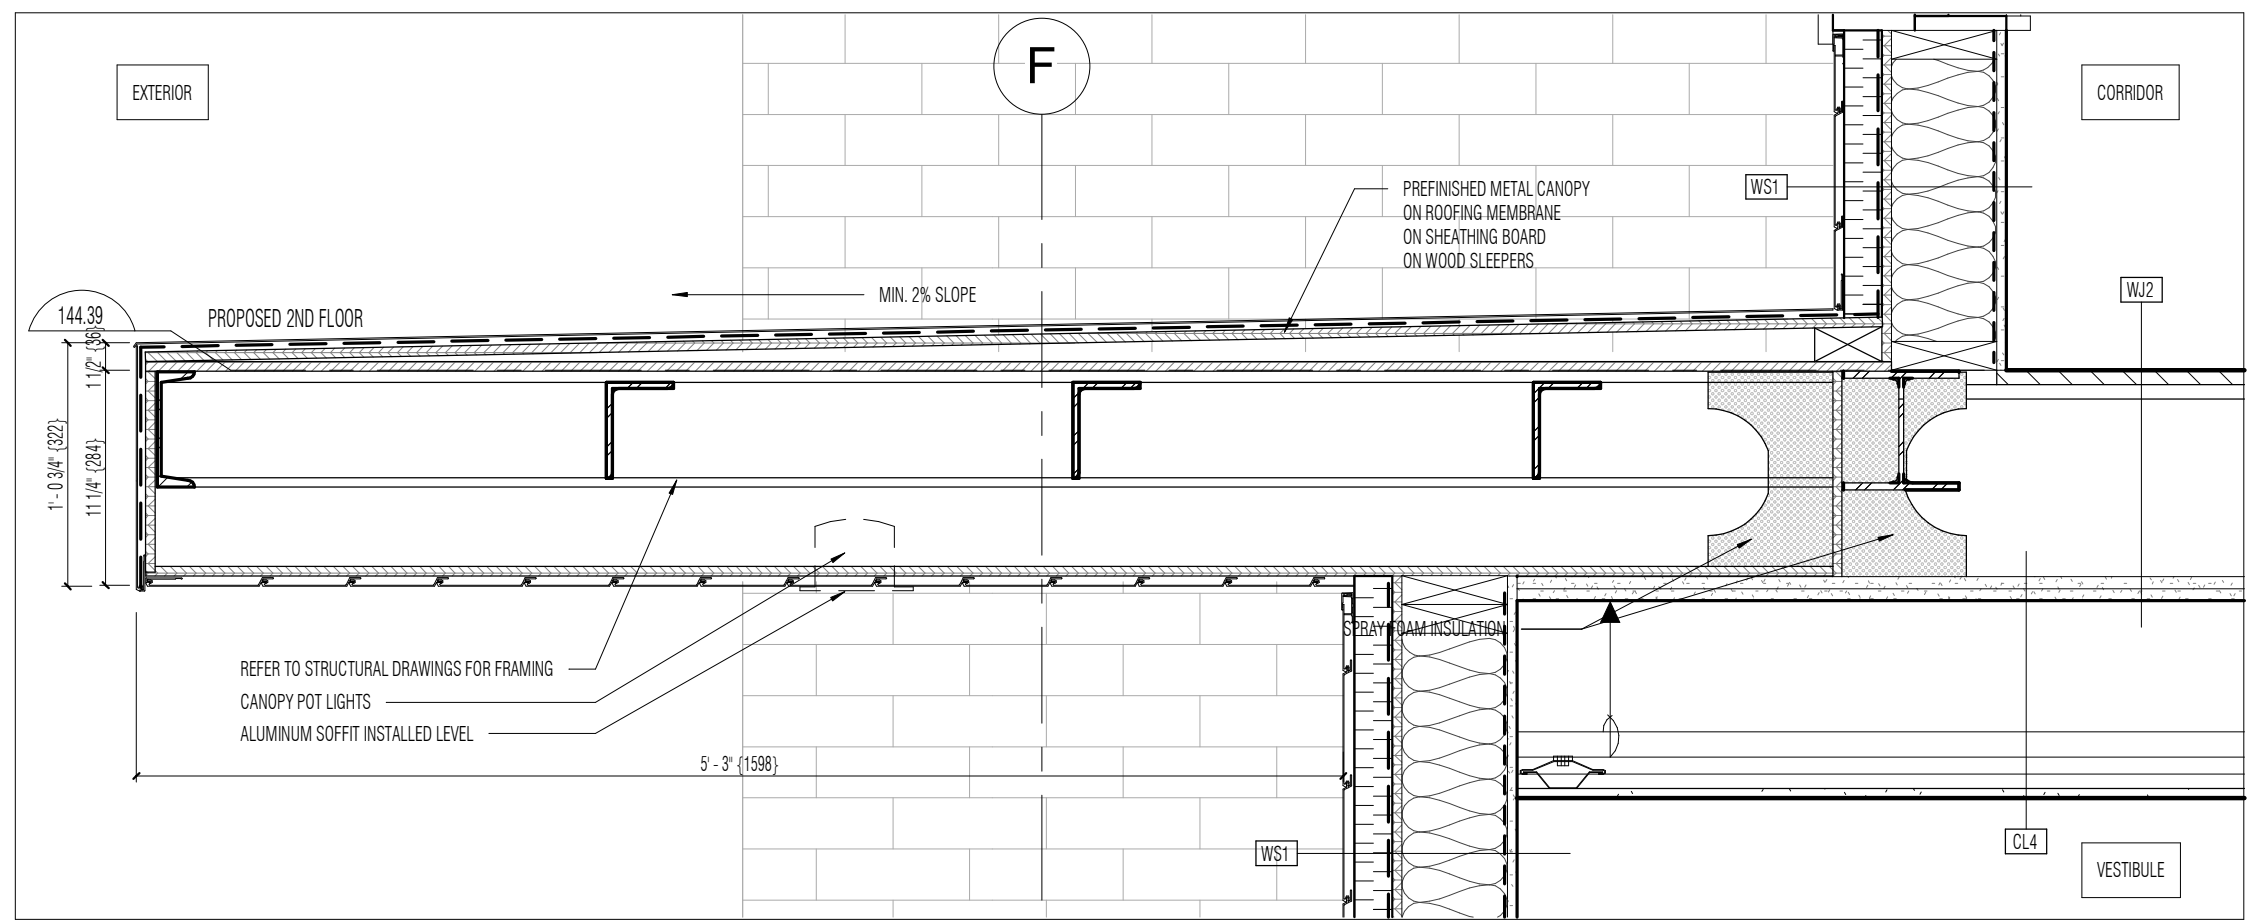 F
EXTERIOR
CORRIDOR
PREFINISHED METAL CANOPY
ON ROOFING MEMBRANE
ON SHEATHING BOARD
ON WOOD SLEEPERS
WS1
WJ2
MIN. 2% SLOPE
144.39
PROPOSED 2ND FLOOR
1 1/2" {36}
1' - 0 3/4" {322}
11 1/4" {284}
SPRAY FOAM INSULATION
REFER TO STRUCTURAL DRAWINGS FOR FRAMING
CANOPY POT LIGHTS
ALUMINUM SOFFIT INSTALLED LEVEL
5' - 3" {1598}
WS1
CL4
VESTIBULE